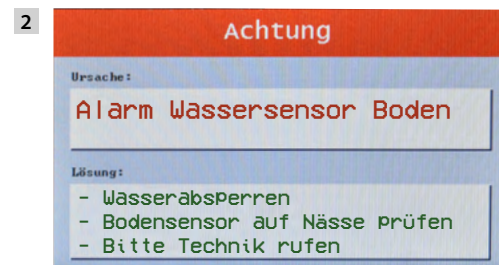 2
Achtung
Ursache:
Alarm Wassersensor Boden
Lösung:
- Wasserabsperren
- Bodensensor auf Nässe prüfen
- Bitte Technik rufen